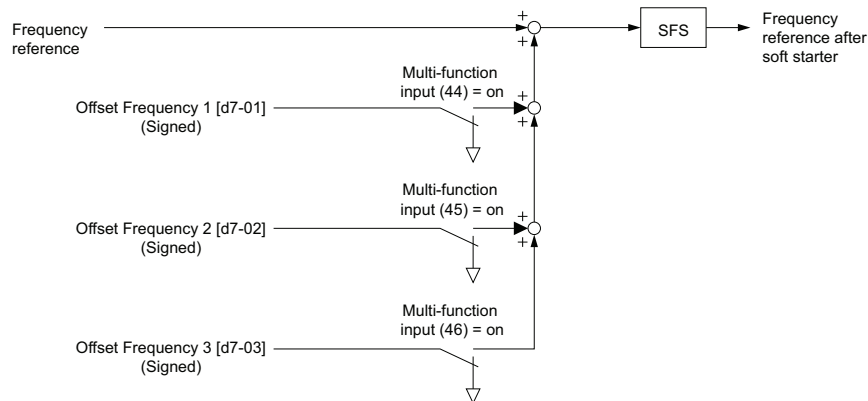 Frequency
reference
+
+
SFS
Frequency
reference after
soft starter
Multi-function
input (44) = on
Offset Frequency 1 [d7-01]
(Signed)
+
+
Multi-function
input (45) = on
Offset Frequency 2 [d7-02]
(Signed)
+
+
Multi-function
input (46) = on
Offset Frequency 3 [d7-03]
(Signed)